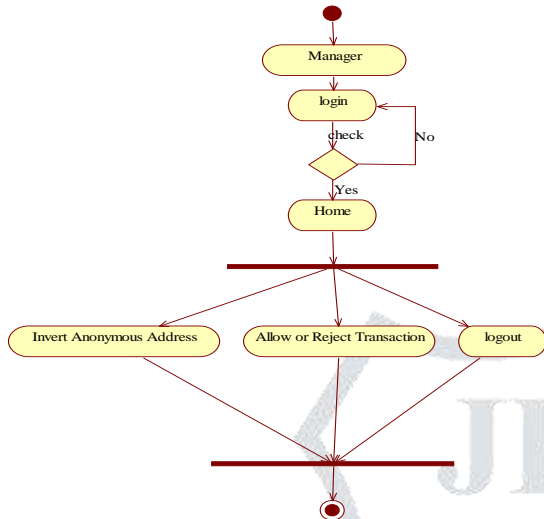 Manager
login
check
No
Yes
Home
Invert Anonymous Address
Allow or Reject Transaction
logout